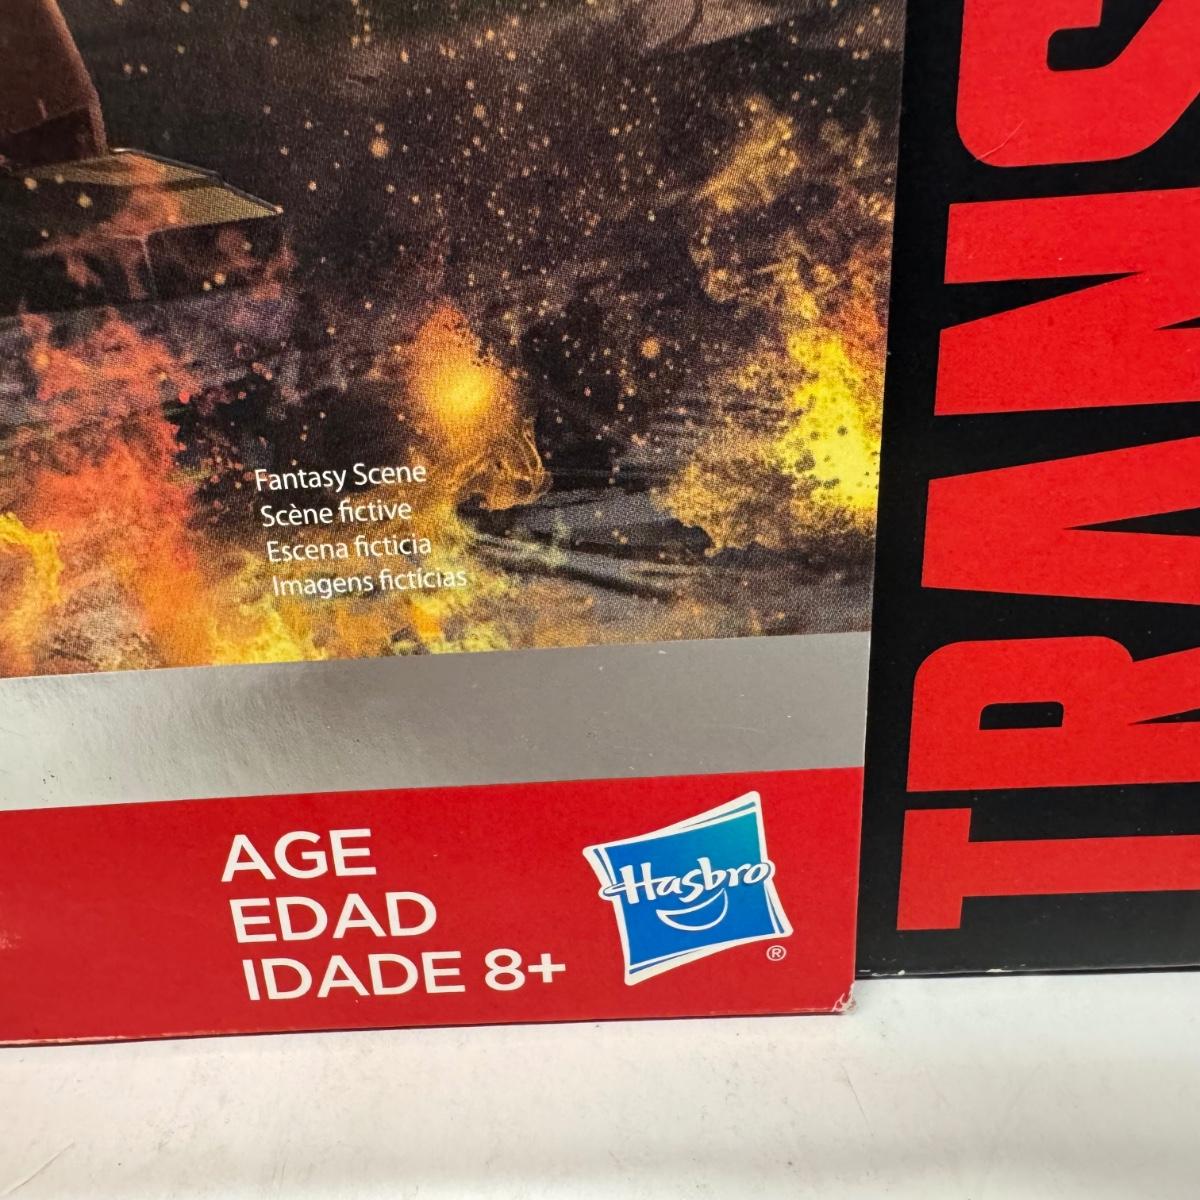 Fantasy Scene
Scène fictive
Escena ficticia
Imagens fictícias
AGE
EDAD
IDADE 8+
Hasbro
®
TRANS